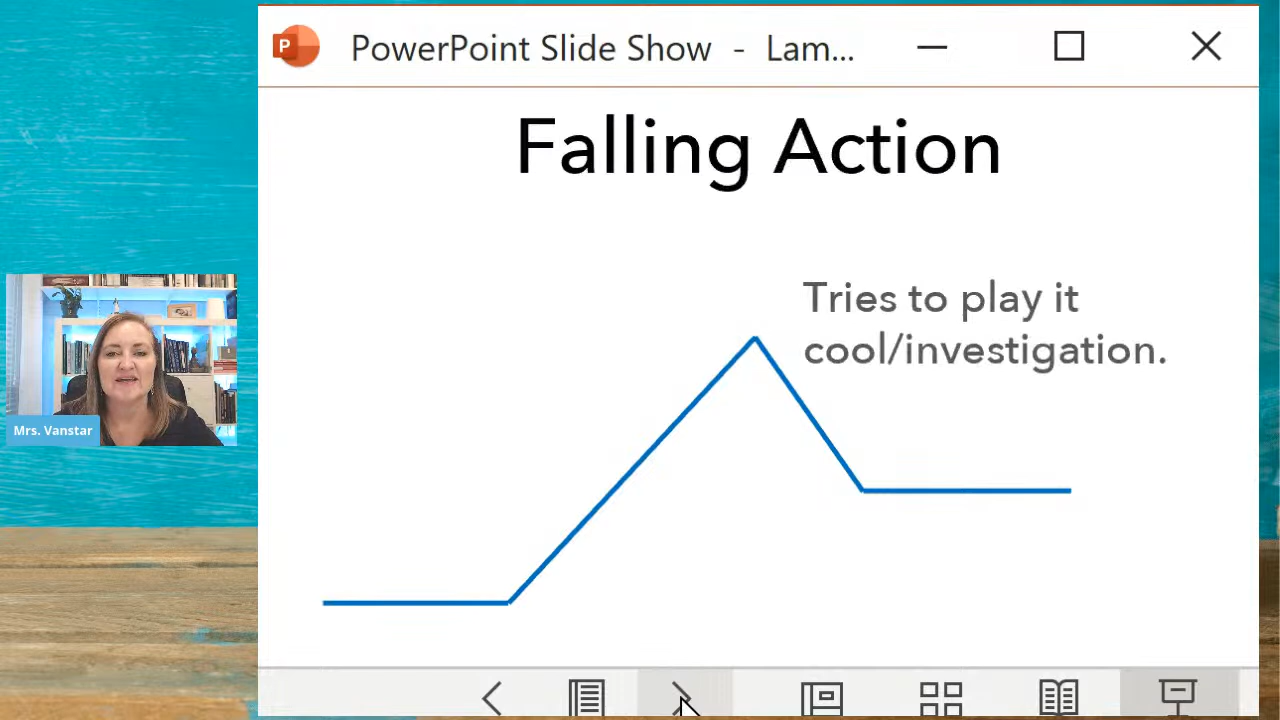 P
PowerPoint Slide Show - Lam...
Falling Action
Tries to play it
cool/investigation.
Mrs. Vanstar